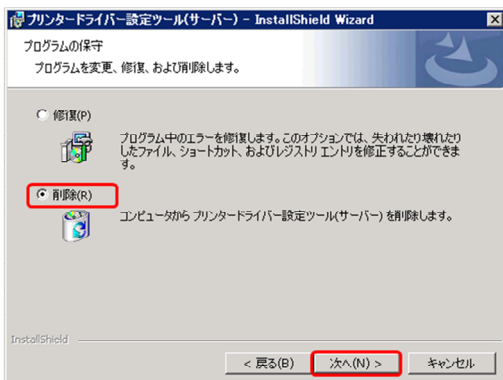 プリンタードライバー設定ツール(サーバー) - InstallShield Wizard
プログラムの保守
プログラムを変更、修復、および削除します。
修復(P)
プログラム中のエラーを修復します。このオプションでは、失われたり壊れたり
したファイル、ショートカット、およびレジストリ エントリを修正することができま
す。
削除(R)
コンピュータから プリンタードライバー設定ツール(サーバー) を削除します。
InstallShield
< 戻る(B)
次へ(N) >
キャンセル